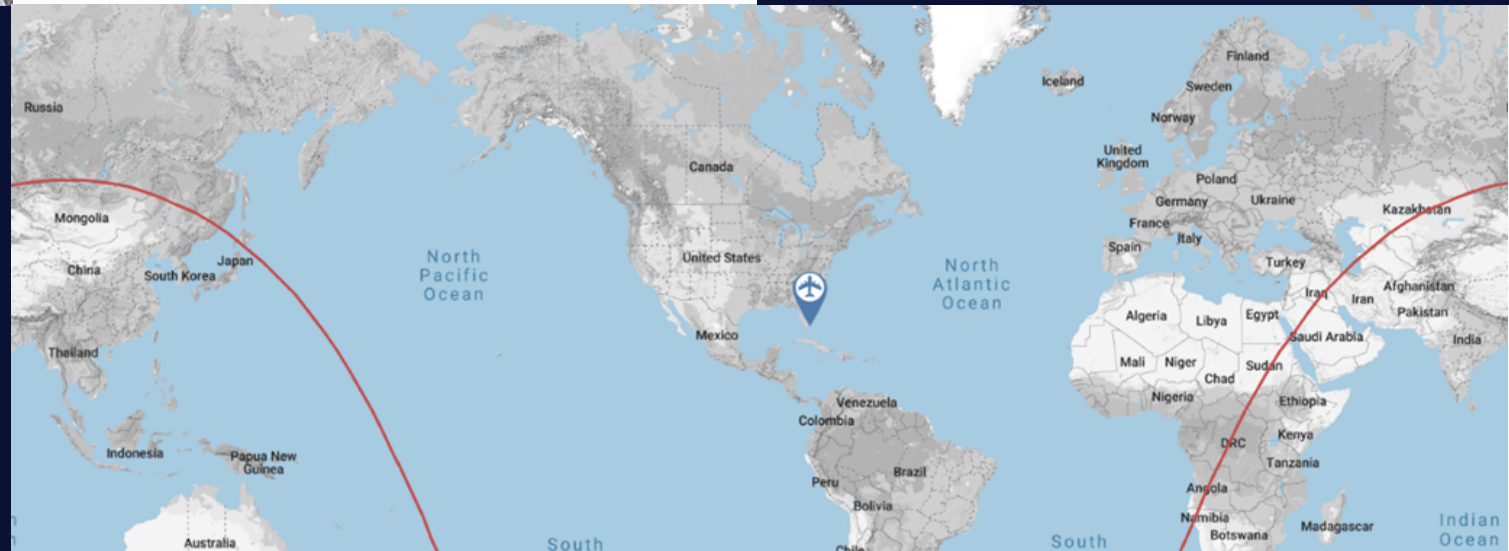 Finland
Iceland
Sweden
Russia
Norway
United
Kingdom
Canada
Poland
Germany
Ukraine
Kazakhstan
Mongolia
France
Italy
Spain
North
Pacific
Ocean
United States
Japan
China
South Korea
North
Atlantic
Ocean
Turkey
Afghanistan
Iraq
Iran
Pakistan
Algeria
Libya
Egypt
Mexico
Saudi Arabia
India
Thailand
Mali
Niger
Chad
Sudan
Nigeria
Ethiopia
Venezuela
Colombia
DRC
Kenya
Indonesia
Papua New
Guinea
Tanzania
Brazil
Peru
Angola
Bolivia
Namibia
Madagascar
Indian
Ocean
Botswana
Australia
South
South
Chile